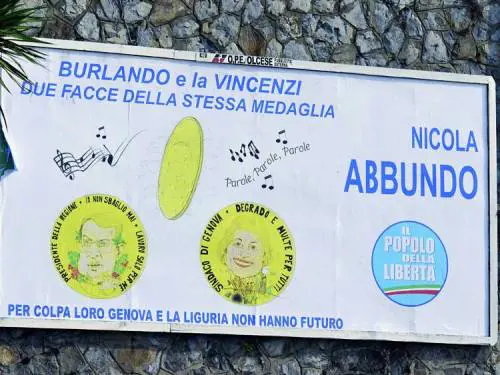 O.P.E. OLCESE
BURLANDO e la VINCENZI
DUE FACCE DELLA STESSA MEDAGLIA
Parole, Parole, Parole
NICOLA
ABBUNDO
PRESIDENTE DELLA REGIONE · IO NON SBAGLIO MAI · LAVORO SOLO PER ME
SINDACO DI GENOVA · DEGRADO E MULTE PER TUTTI
IL
POPOLO
DELLA
LIBERTÀ
PER COLPA LORO GENOVA E LA LIGURIA NON HANNO FUTURO